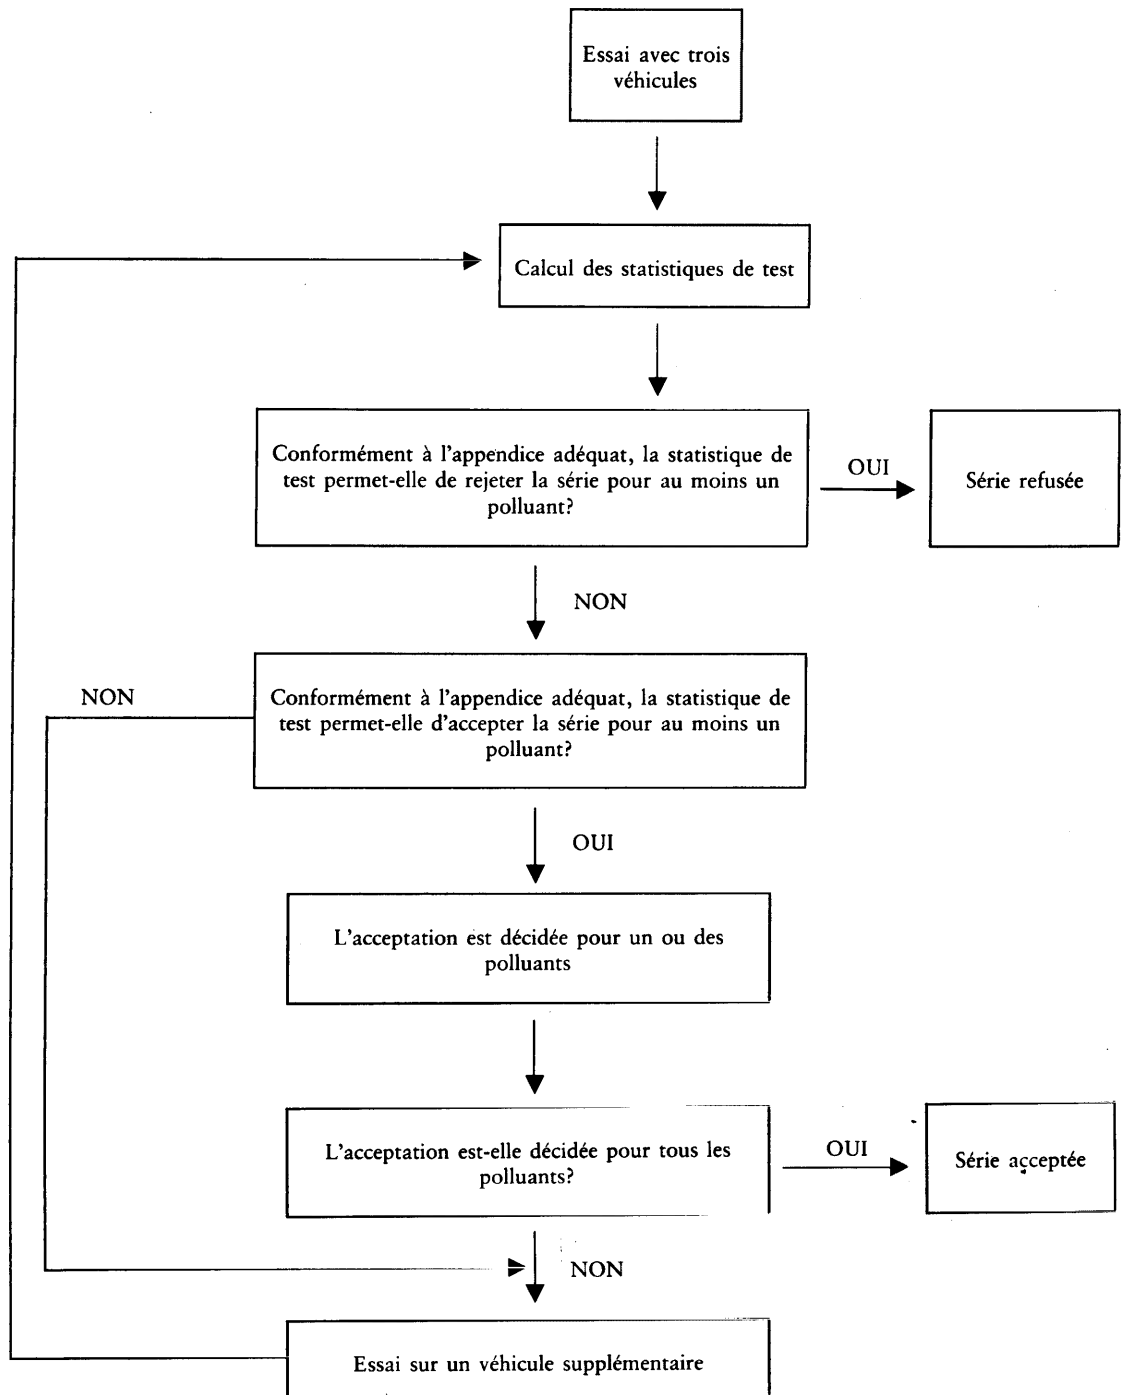 Essai avec trois
véhicules
Calcul des statistiques de test
Conformément à l'appendice adéquat, la statistique de
test permet-elle de rejeter la série pour au moins un
polluant?
OUI
Série refusée
NON
NON
Conformément à l'appendice adéquat, la statistique de
test permet-elle d'accepter la série pour au moins un
polluant?
OUI
L'acceptation est décidée pour un ou des
polluants
L'acceptation est-elle décidée pour tous les
polluants?
OUI
Série acceptée
NON
Essai sur un véhicule supplémentaire